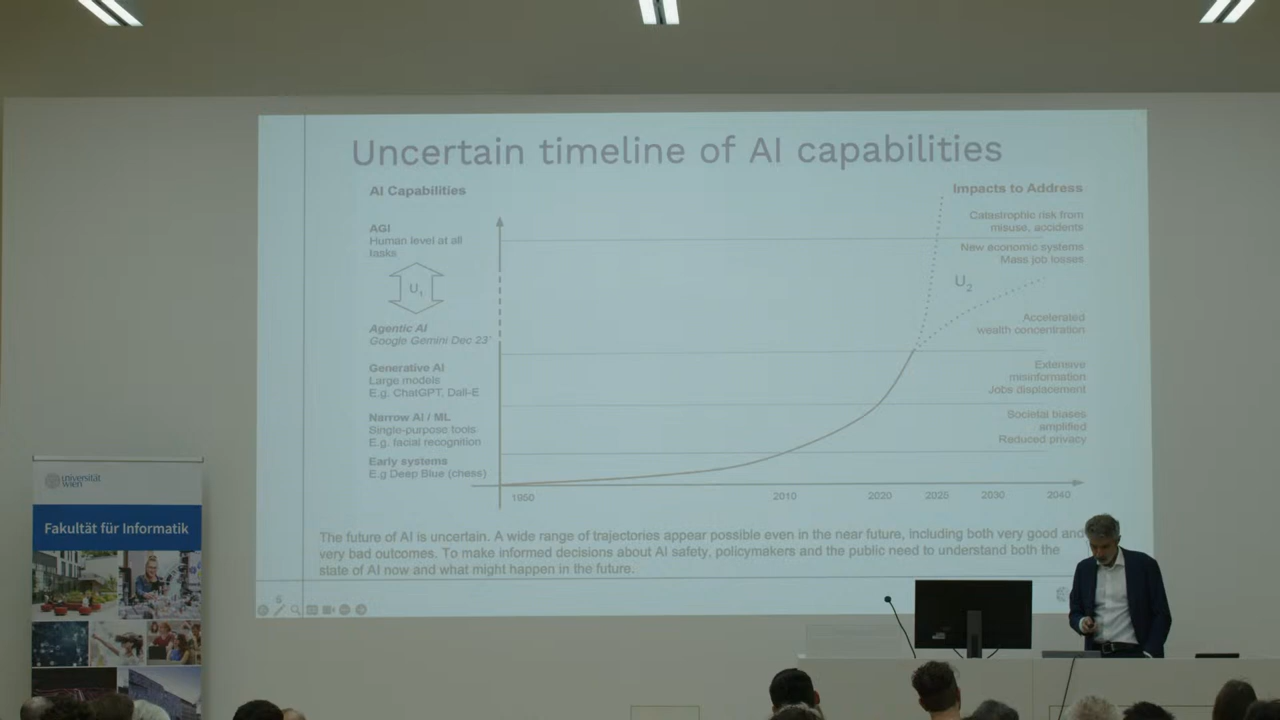 Uncertain timeline of AI capabilities
AI Capabilities
AGI
Human level at all
tasks
U₁
Agentic AI
Google Gemini Dec 23'
Generative AI
Large models
E.g. ChatGPT, Dall-E
Narrow AI / ML
Single-purpose tools
E.g. facial recognition
Early systems
E.g Deep Blue (chess)
Impacts to Address
Catastrophic risk from
misuse, accidents
New economic systems
Mass job losses
U₂
Accelerated
wealth concentration
Extensive
misinformation
Jobs displacement
Societal biases
amplified
Reduced privacy
1950 2010 2020 2025 2030 2040
The future of AI is uncertain. A wide range of trajectories appear possible even in the near future, including both very good and
very bad outcomes. To make informed decisions about AI safety, policymakers and the public need to understand both the
state of AI now and what might happen in the future.
6
universität
wien
Fakultät für Informatik